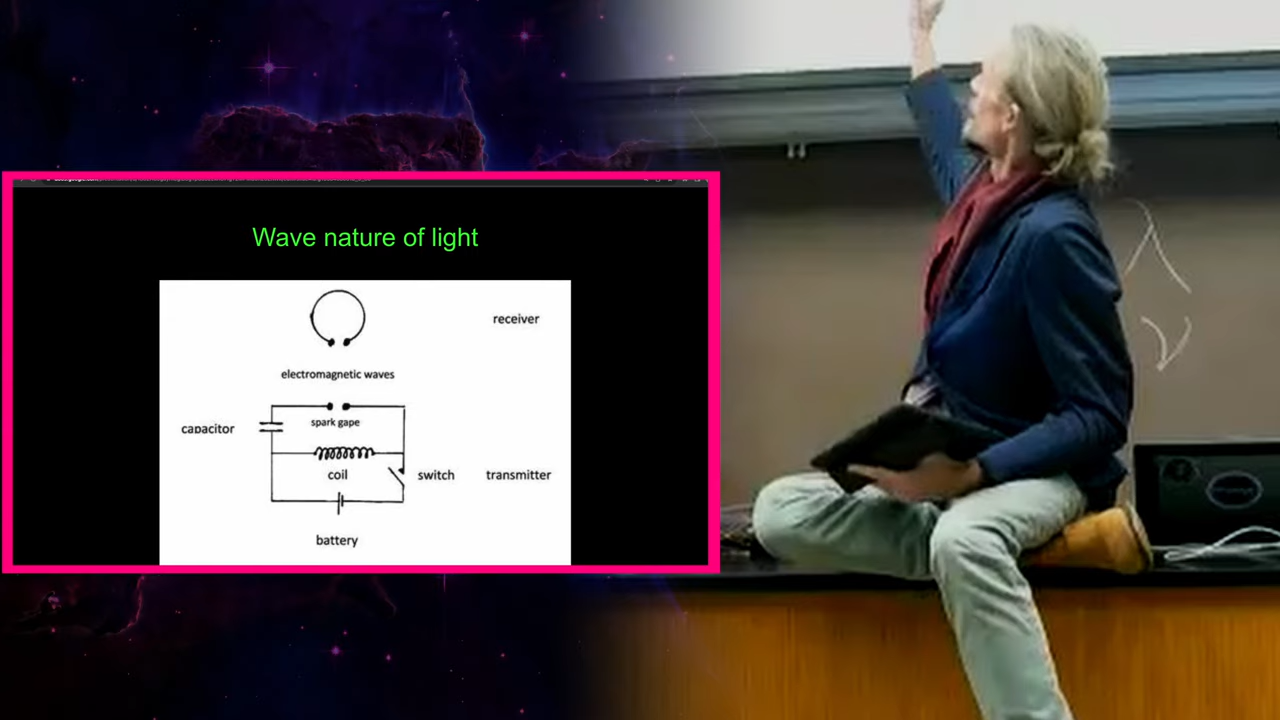 Wave nature of light
receiver
electromagnetic waves
capacitor
spark gape
coil
switch
transmitter
battery